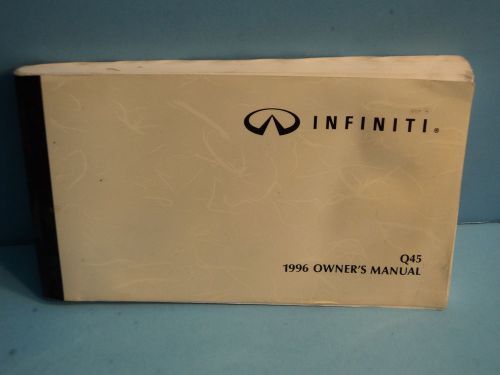 INFINITI®
Q45
1996 OWNER'S MANUAL